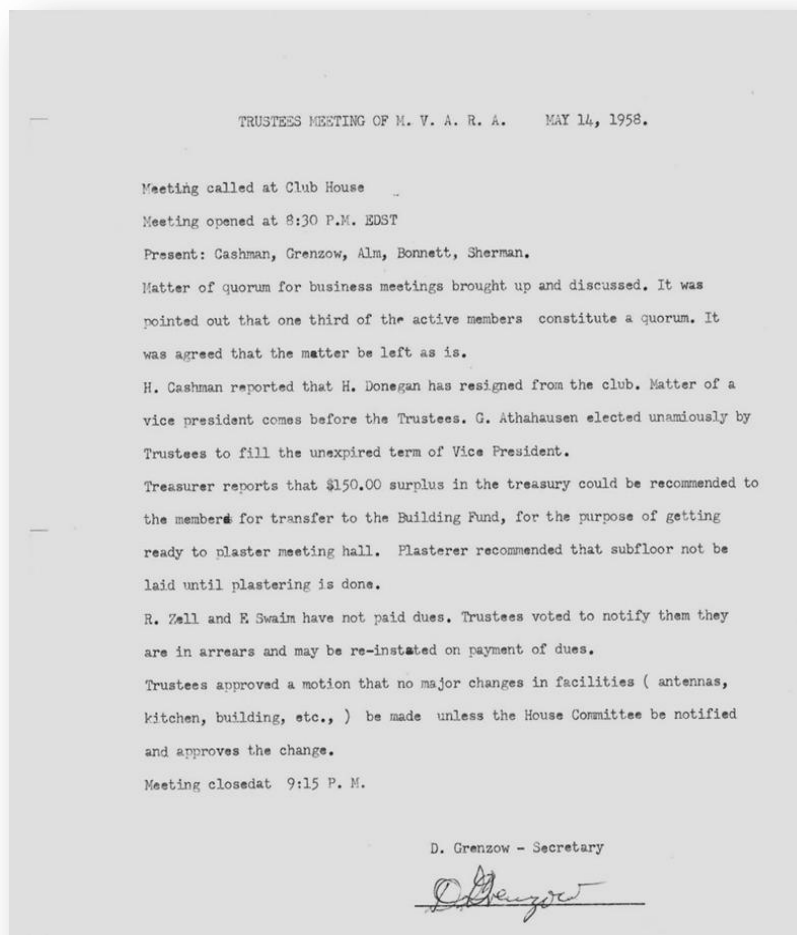 TRUSTEES MEETING OF M. V. A. R. A. MAY 14, 1958.
Meeting called at Club House
Meeting opened at 8:30 P.M. EDST
Present: Cashman, Grenzow, Alm, Bonnett, Sherman.
Matter of quorum for business meetings brought up and discussed. It was
pointed out that one third of the active members constitute a quorum. It
was agreed that the matter be left as is.
H. Cashman reported that H. Donegan has resigned from the club. Matter of a
vice president comes before the Trustees. G. Athahausen elected unamiously by
Trustees to fill the unexpired term of Vice President.
Treasurer reports that $150.00 surplus in the treasury could be recommended to
the members for transfer to the Building Fund, for the purpose of getting
ready to plaster meeting hall. Plasterer recommended that subfloor not be
laid until plastering is done.
R. Zell and E Swaim have not paid dues. Trustees voted to notify them they
are in arrears and may be re-instated on payment of dues.
Trustees approved a motion that no major changes in facilities ( antennas,
kitchen, building, etc., ) be made unless the House Committee be notified
and approves the change.
Meeting closedat 9:15 P. M.
D. Grenzow - Secretary
D Grenzow